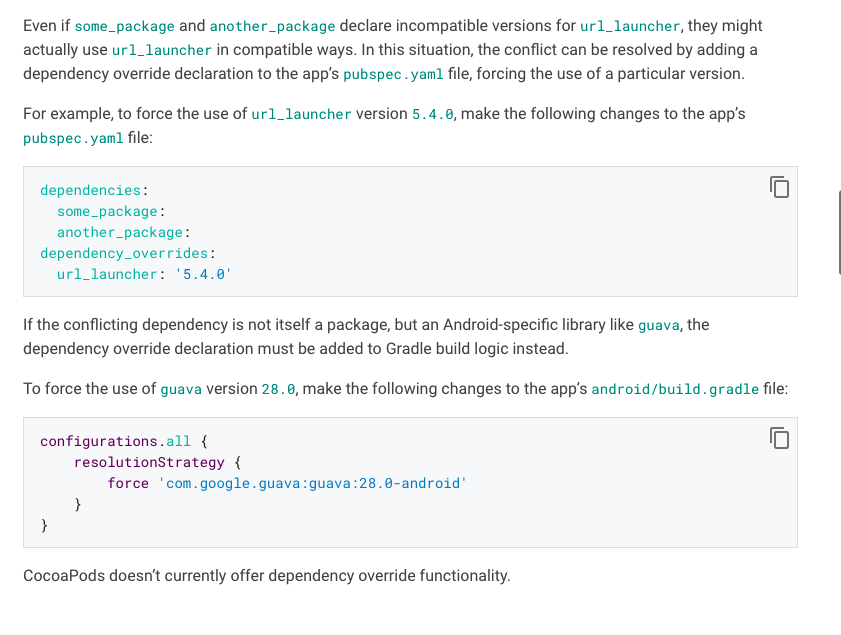 Even if some_package and another_package declare incompatible versions for url_launcher, they might
actually use url_launcher in compatible ways. In this situation, the conflict can be resolved by adding a
dependency override declaration to the app’s pubspec.yaml file, forcing the use of a particular version.
For example, to force the use of url_launcher version 5.4.0, make the following changes to the app’s
pubspec.yaml file:
dependencies:
  some_package:
  another_package:
dependency_overrides:
  url_launcher: '5.4.0'
If the conflicting dependency is not itself a package, but an Android-specific library like guava, the
dependency override declaration must be added to Gradle build logic instead.
To force the use of guava version 28.0, make the following changes to the app’s android/build.gradle file:
configurations.all {
    resolutionStrategy {
        force 'com.google.guava:guava:28.0-android'
    }
}
CocoaPods doesn’t currently offer dependency override functionality.